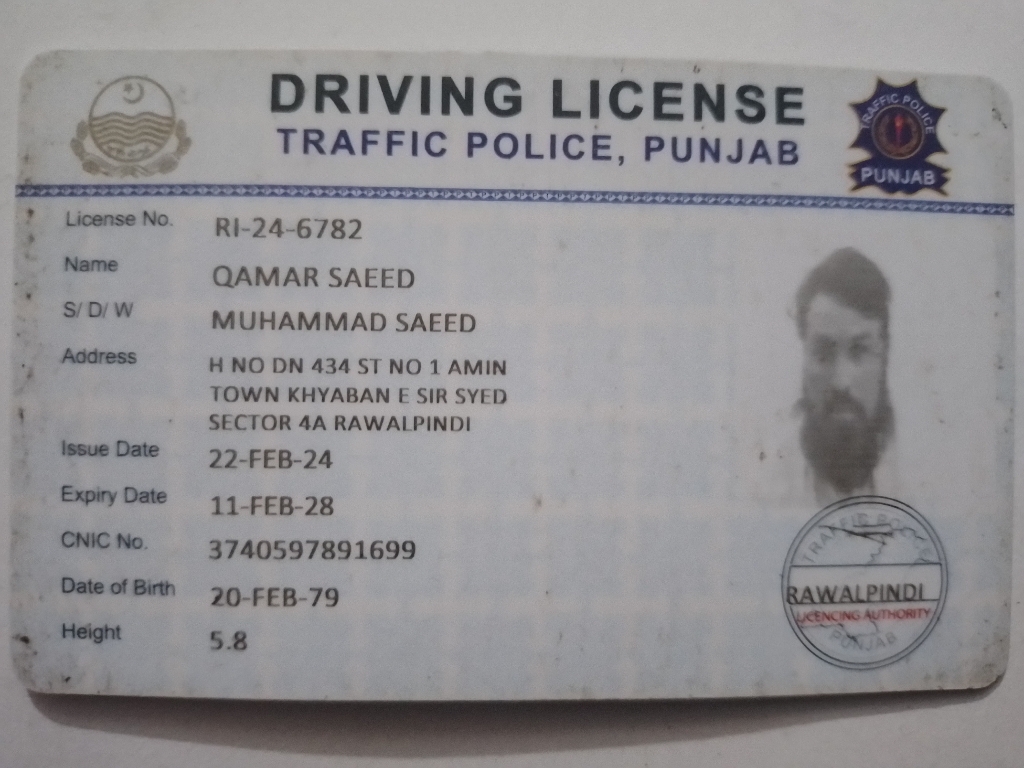 DRIVING LICENSE
TRAFFIC POLICE, PUNJAB
TRAFFIC POLICE
PUNJAB
License No. RI-24-6782
Name QAMAR SAEED
S/ D/ W MUHAMMAD SAEED
Address H NO DN 434 ST NO 1 AMIN
TOWN KHYABAN E SIR SYED
SECTOR 4A RAWALPINDI
Issue Date 22-FEB-24
Expiry Date 11-FEB-28
CNIC No. 3740597891699
Date of Birth 20-FEB-79
Height 5.8
TRAFFIC POLICE
RAWALPINDI
LICENCING AUTHORITY
PUNJAB